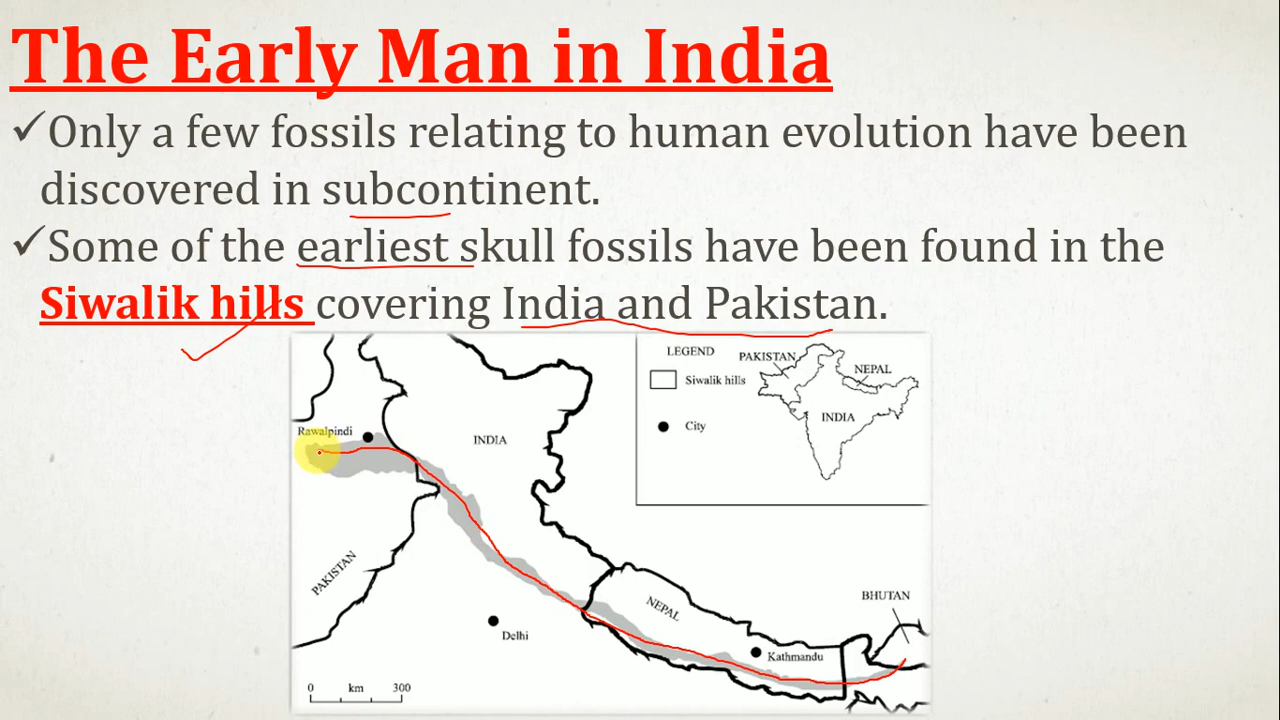 The Early Man in India
✓Only a few fossils relating to human evolution have been
discovered in subcontinent.
✓Some of the earliest skull fossils have been found in the
Siwalik hills covering India and Pakistan.
LEGEND
Siwalik hills
City
PAKISTAN
NEPAL
INDIA
Rawalpindi
INDIA
PAKISTAN
Delhi
NEPAL
Kathmandu
BHUTAN
0 km 300